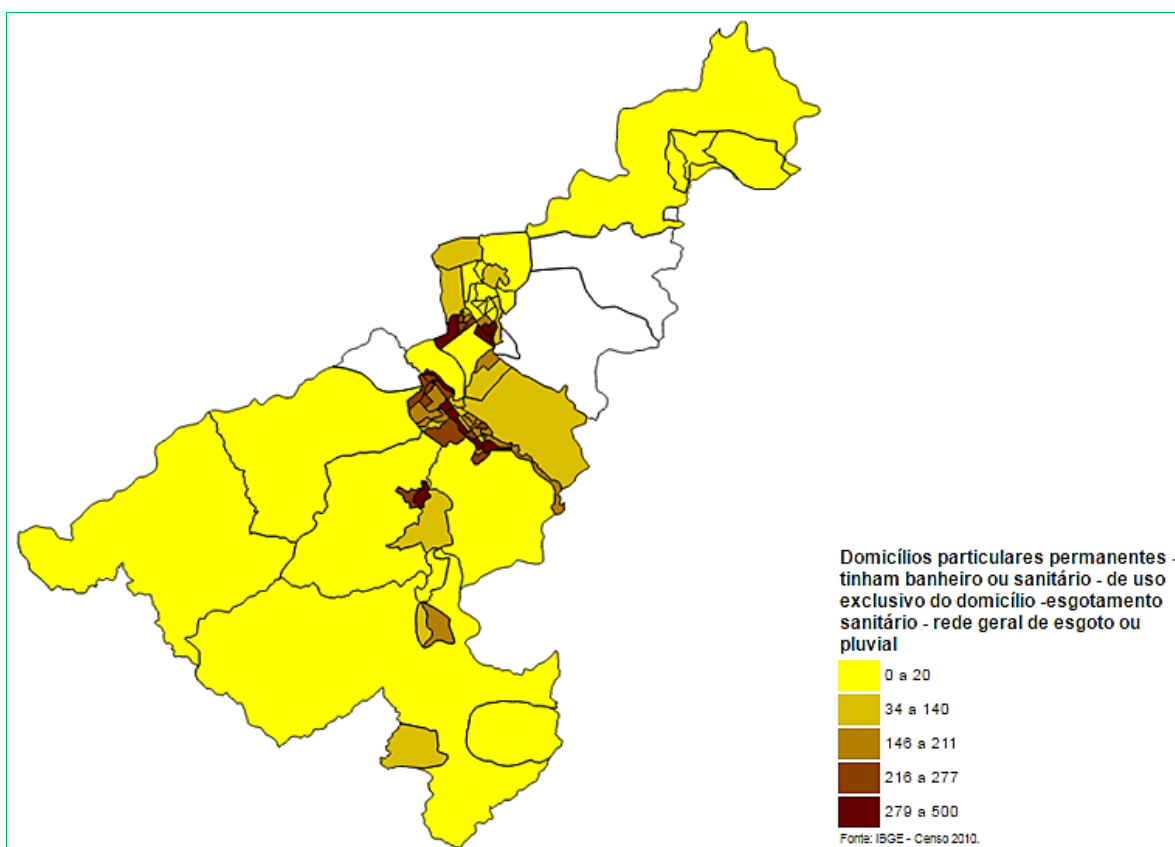 Domicílios particulares permanentes -
tinham banheiro ou sanitário - de uso
exclusivo do domicílio -esgotamento
sanitário - rede geral de esgoto ou
pluvial
0 a 20
34 a 140
146 a 211
216 a 277
279 a 500
Fonte: IBGE - Censo 2010.